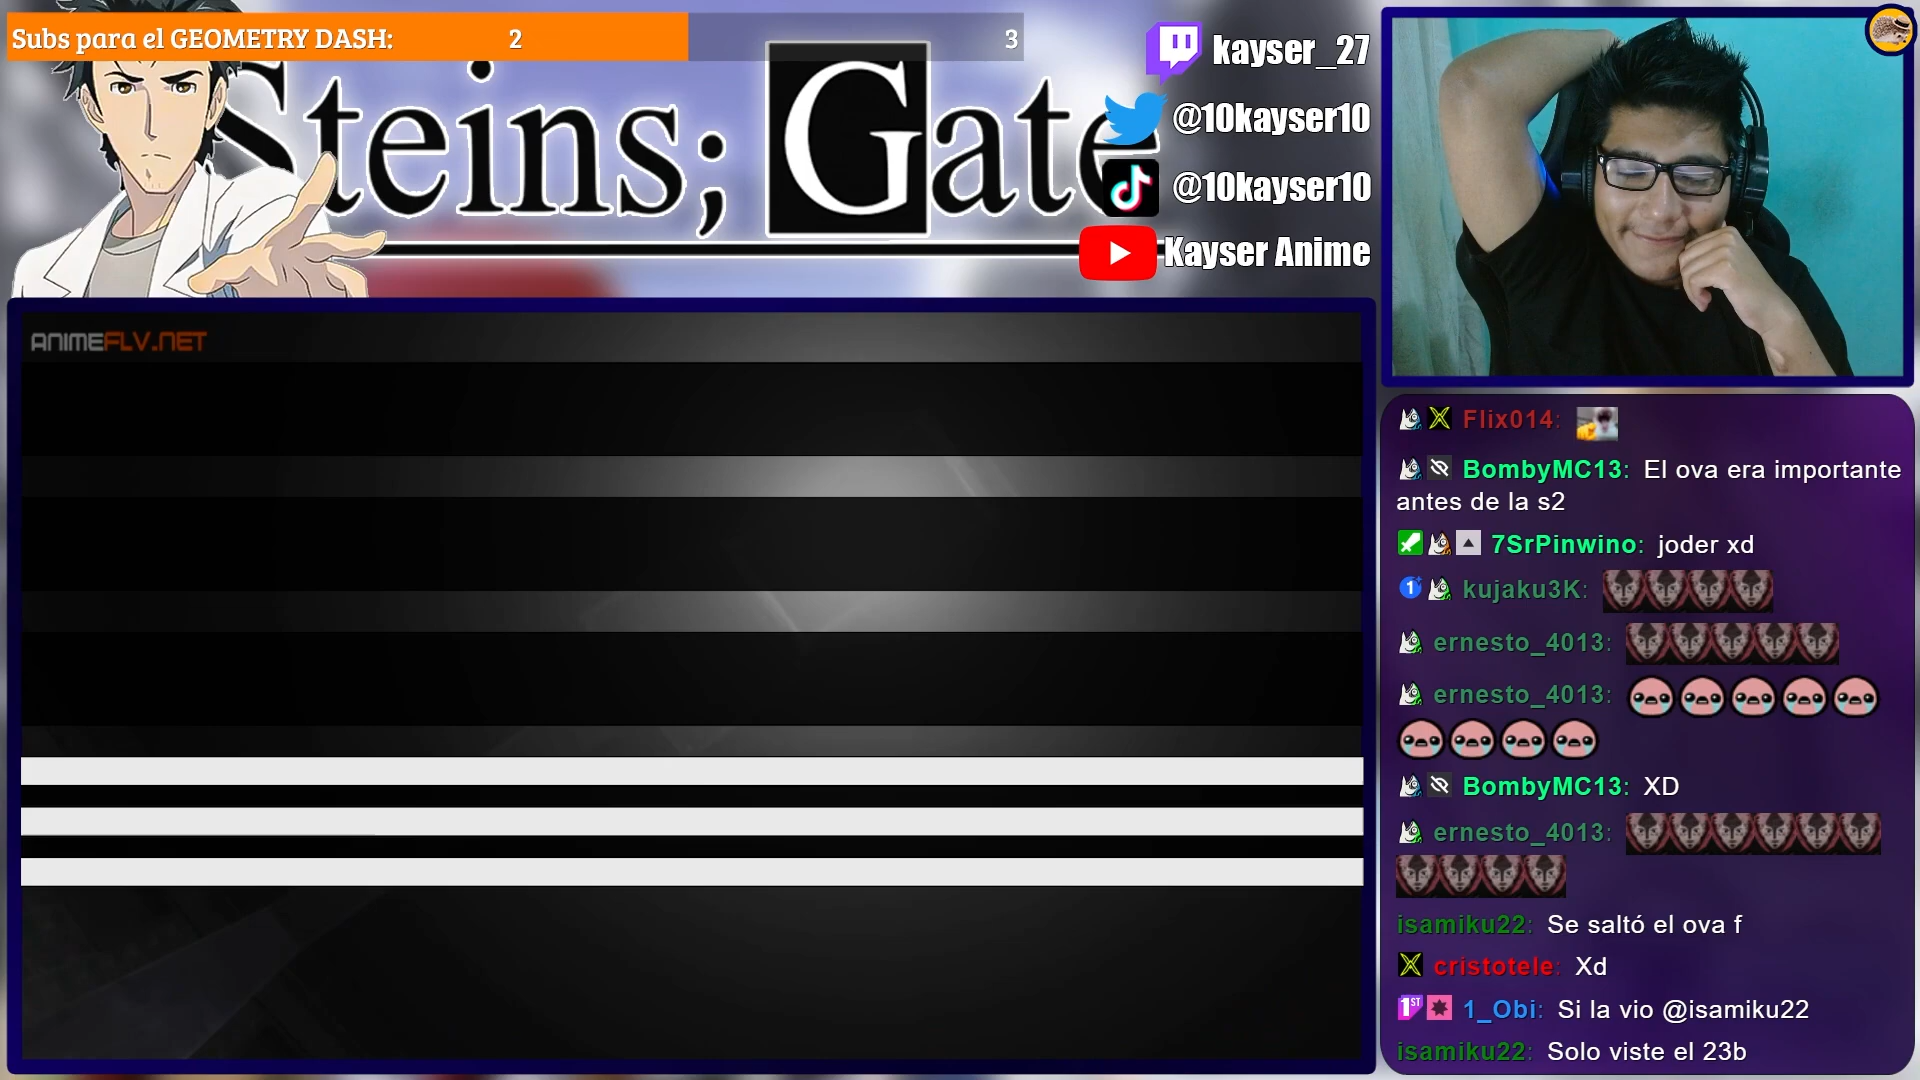 Subs para el GEOMETRY DASH: 2 3
Steins; Gate
kayser_27
@10kayser10
@10kayser10
Kayser Anime
ANIMEFLV.NET
Flix014:
BombyMC13: El ova era importante
antes de la s2
7SrPinwino: joder xd
kujaku3K:
ernesto_4013:
ernesto_4013:
BombyMC13: XD
ernesto_4013:
isamiku22: Se saltó el ova f
cristotele: Xd
1ST 1_Obi: Si la vio @isamiku22
isamiku22: Solo viste el 23b